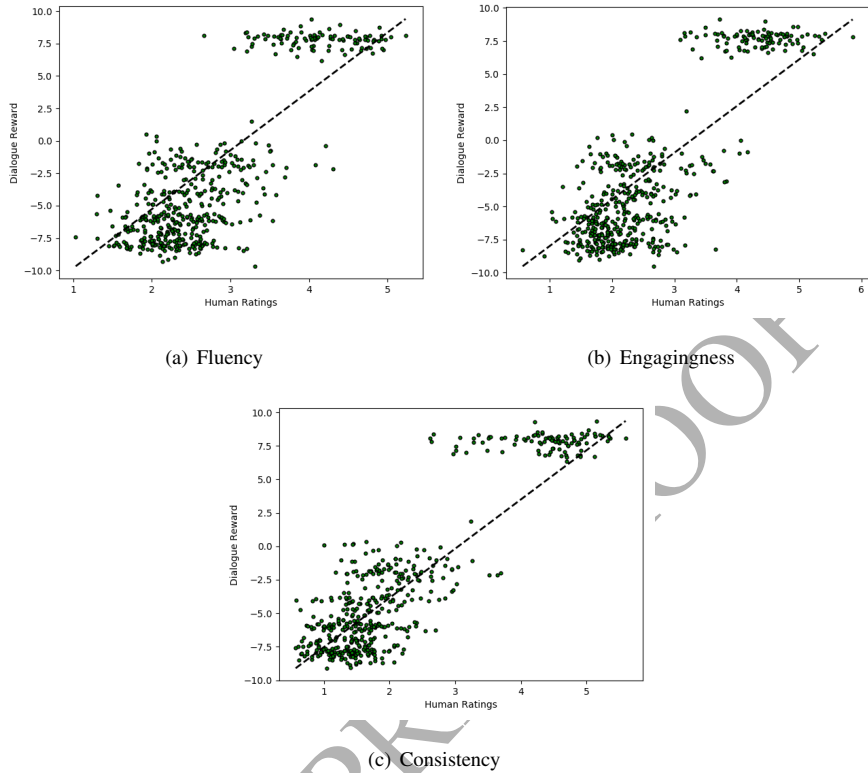 10.0
7.5
5.0
2.5
0.0
−2.5
−5.0
−7.5
−10.0
Dialogue Reward
1 2 3 4 5
Human Ratings
(a) Fluency
10.0
7.5
5.0
2.5
0.0
−2.5
−5.0
−7.5
−10.0
Dialogue Reward
1 2 3 4 5 6
Human Ratings
(b) Engagingness
10.0
7.5
5.0
2.5
0.0
−2.5
−5.0
−7.5
−10.0
Dialogue Reward
1 2 3 4 5
Human Ratings
(c) Consistency